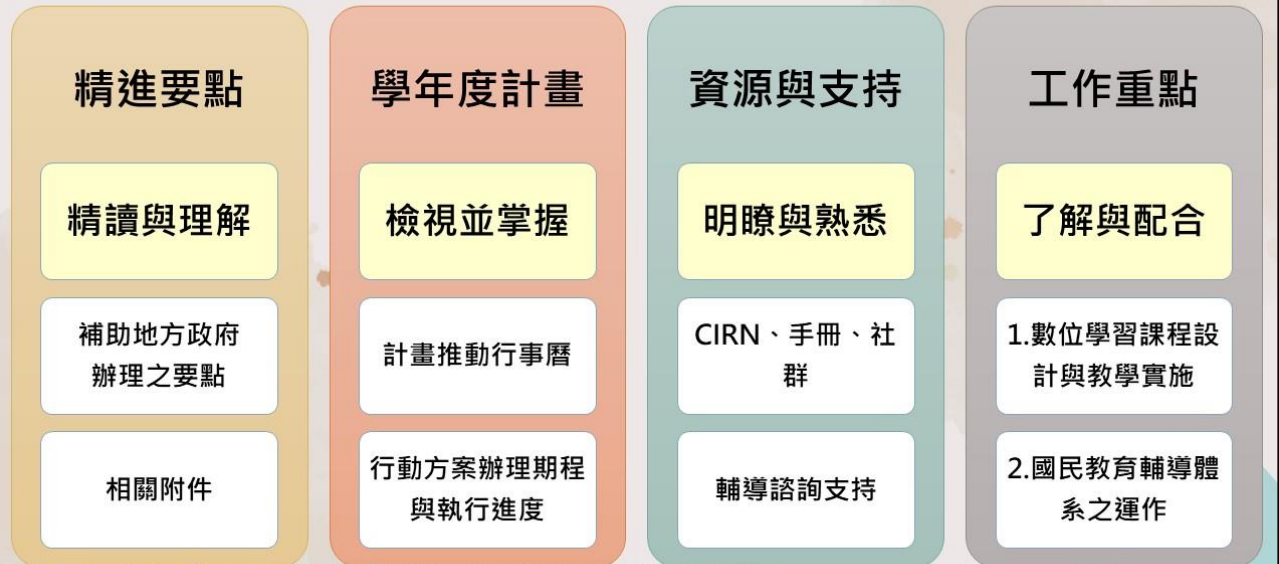 精進要點
精讀與理解
補助地方政府
辦理之要點
相關附件
學年度計畫
檢視並掌握
計畫推動行事曆
行動方案辦理期程
與執行進度
資源與支持
明瞭與熟悉
CIRN、手冊、社
群
輔導諮詢支持
工作重點
了解與配合
1.數位學習課程設
計與教學實施
2.國民教育輔導體
系之運作